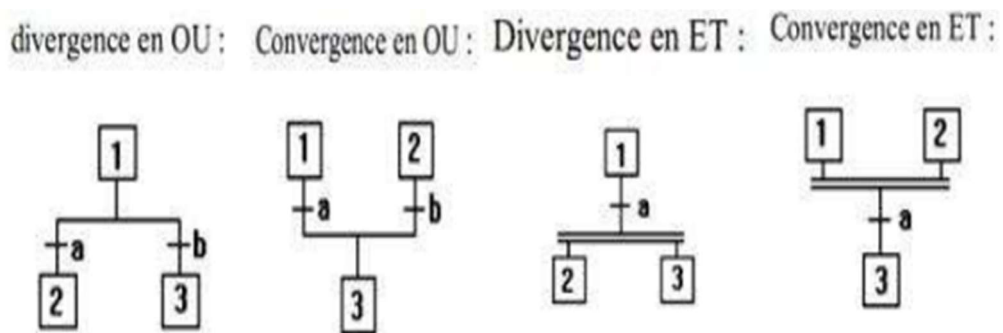 divergence en OU :
Convergence en OU :
Divergence en ET :
Convergence en ET :
1
a
b
2
3
1
2
a
b
3
1
a
2
3
1
2
a
3